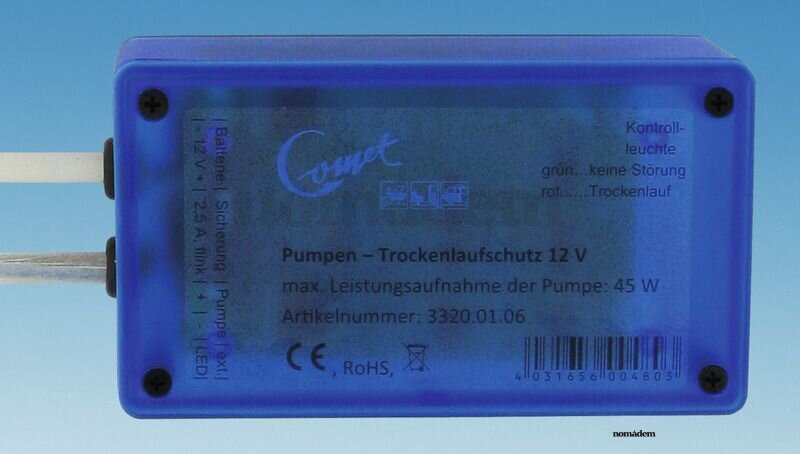 Comet
Kontroll-
leuchte
grün...keine Störung
rot......Trockenlauf
| Batterie | Sicherung | Pumpe | ext. |
| - 12 V + | 2.5 A, flink | + | - | LED |
Pumpen – Trockenlaufschutz 12 V
max. Leistungsaufnahme der Pumpe: 45 W
Artikelnummer: 3320.01.06
CE, RoHS,
4 031656 004803
nomádem